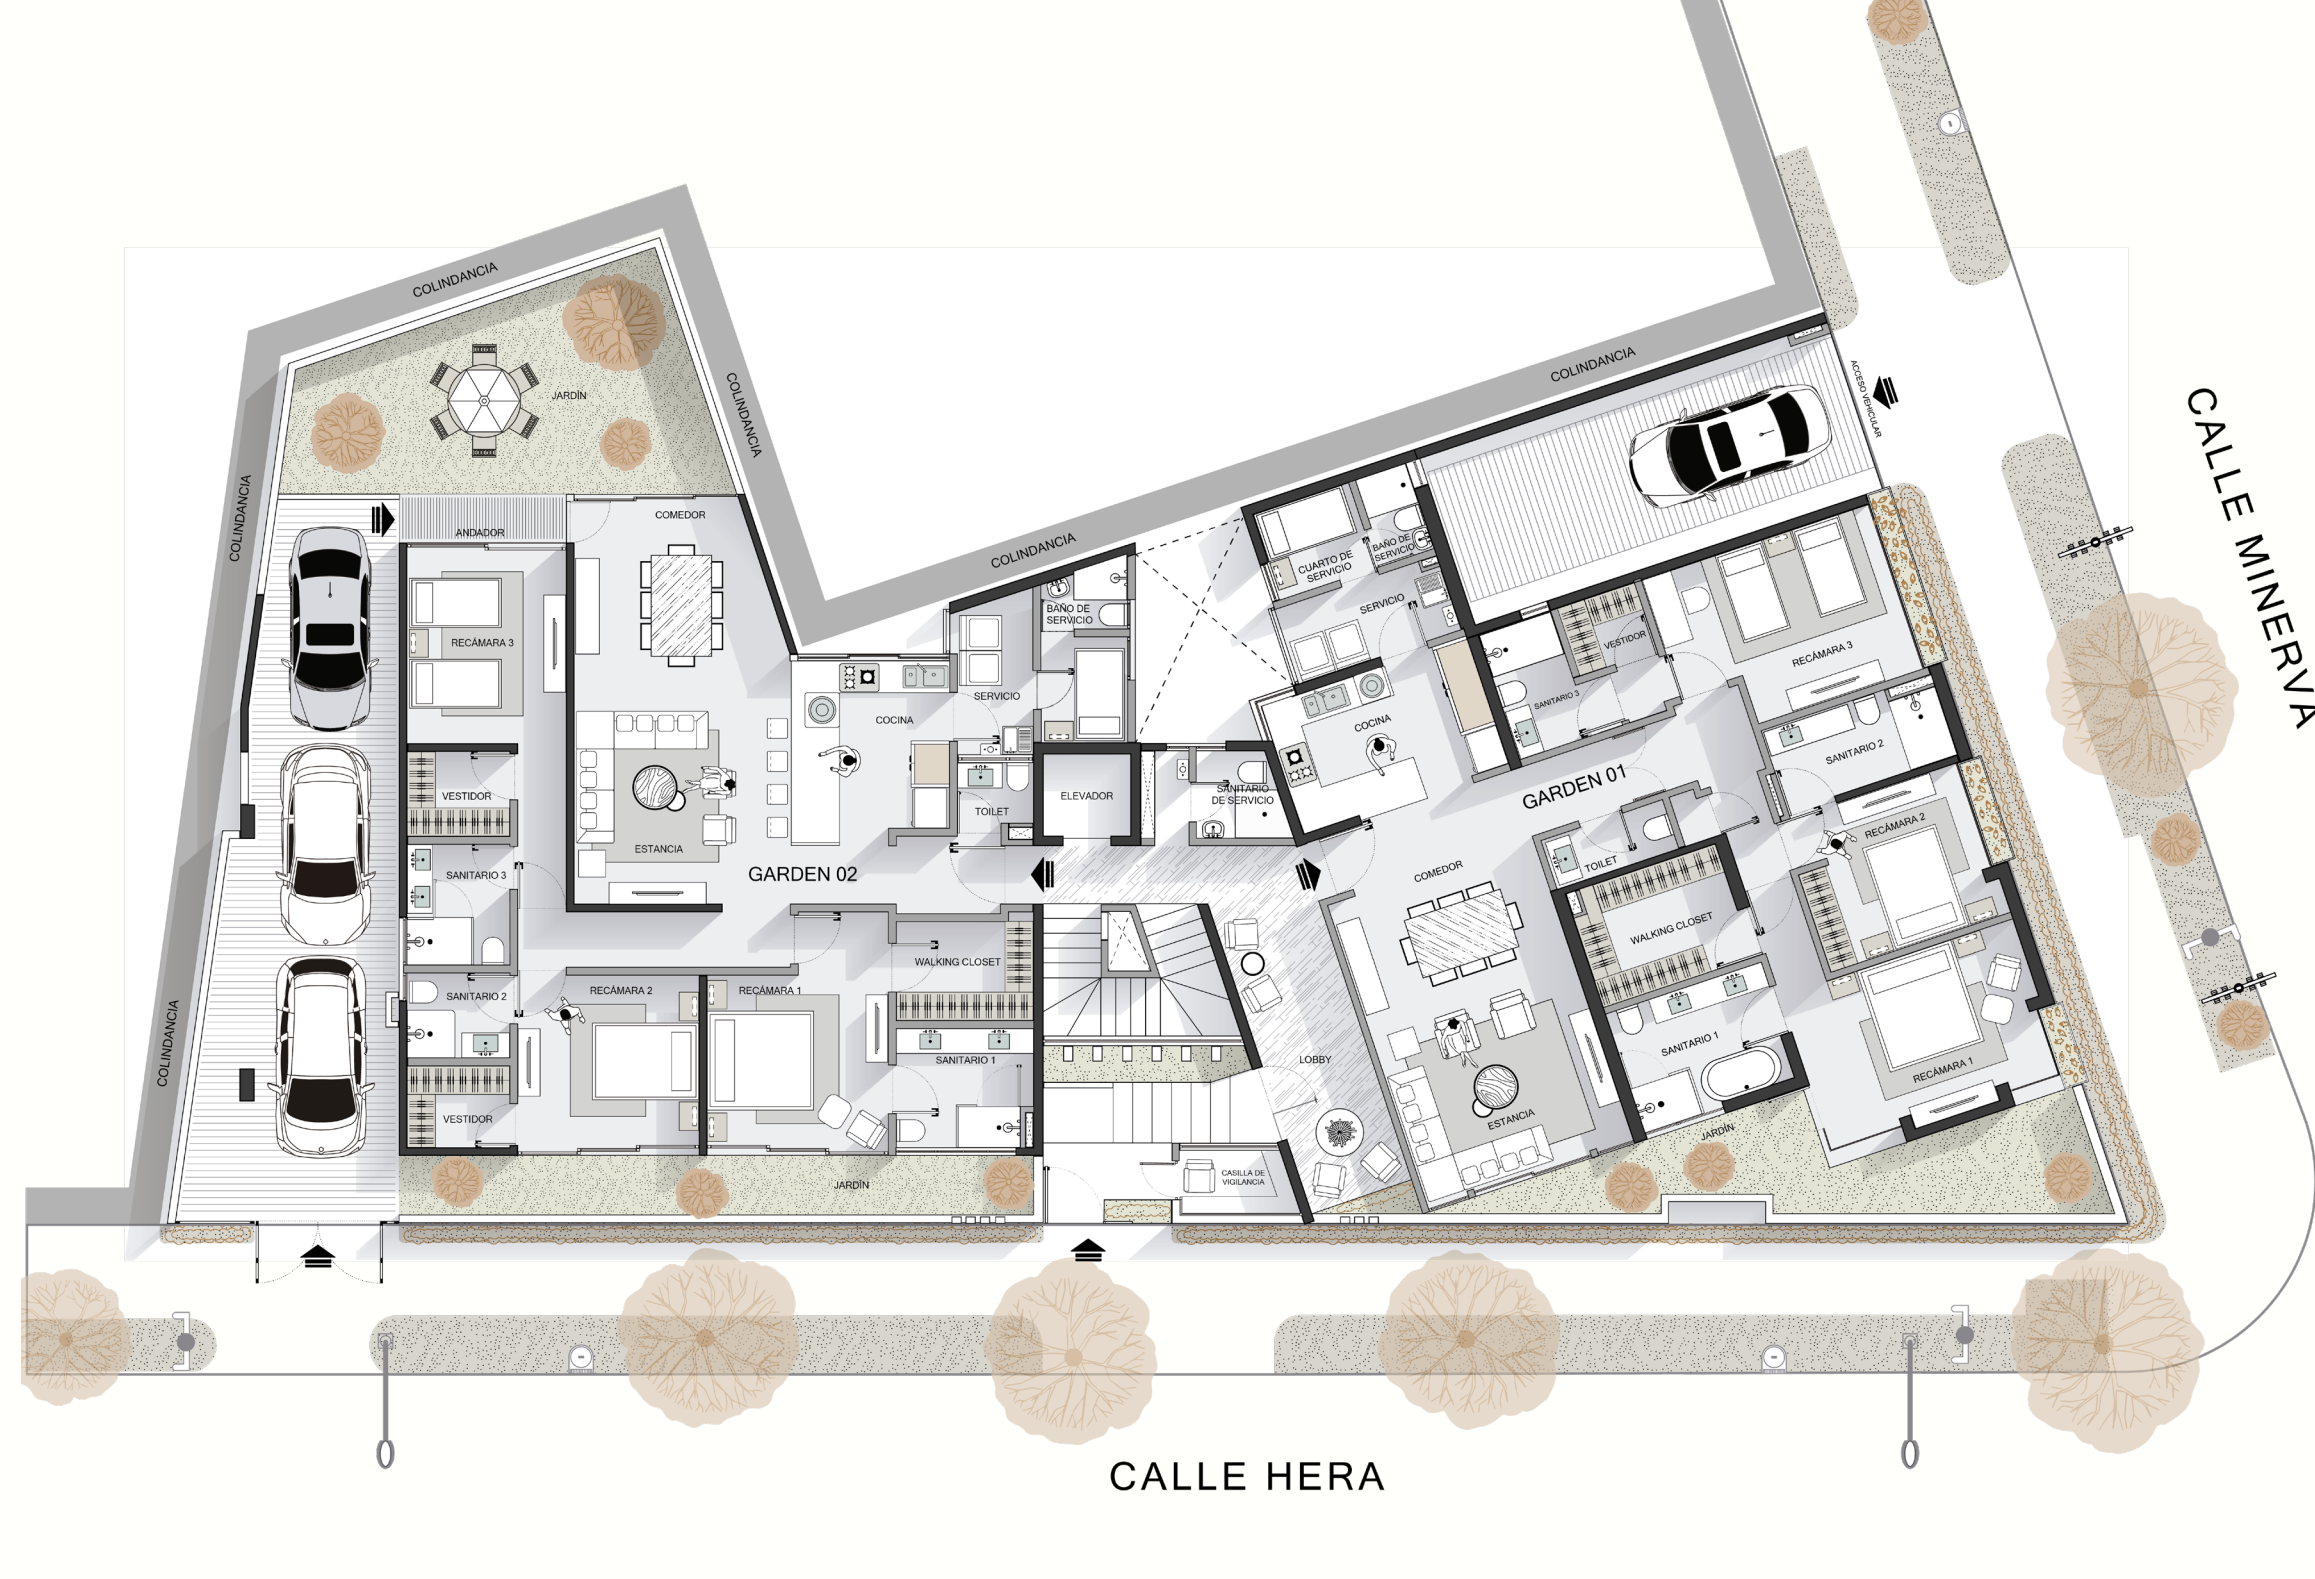 COLINDANCIA
COLINDANCIA
COLINDANCIA
COLINDANCIA
COLINDANCIA
COLINDANCIA
JARDÍN
ANDADOR
COMEDOR
RECÁMARA 3
VESTIDOR
SANITARIO 3
SANITARIO 2
VESTIDOR
RECÁMARA 2
RECÁMARA 1
ESTANCIA
GARDEN 02
COCINA
SERVICIO
BAÑO DE
SERVICIO
TOILET
WALKING CLOSET
SANITARIO 1
JARDÍN
ELEVADOR
SANITARIO
DE SERVICIO
LOBBY
CASILLA DE
VIGILANCIA
CUARTO DE
SERVICIO
BAÑO DE
SERVICIO
SERVICIO
COCINA
GARDEN 01
COMEDOR
ESTANCIA
TOILET
WALKING CLOSET
SANITARIO 1
VESTIDOR
SANITARIO 3
RECÁMARA 3
SANITARIO 2
RECÁMARA 2
RECÁMARA 1
JARDÍN
ACCESO VEHICULAR
CALLE MINERVA
CALLE HERA